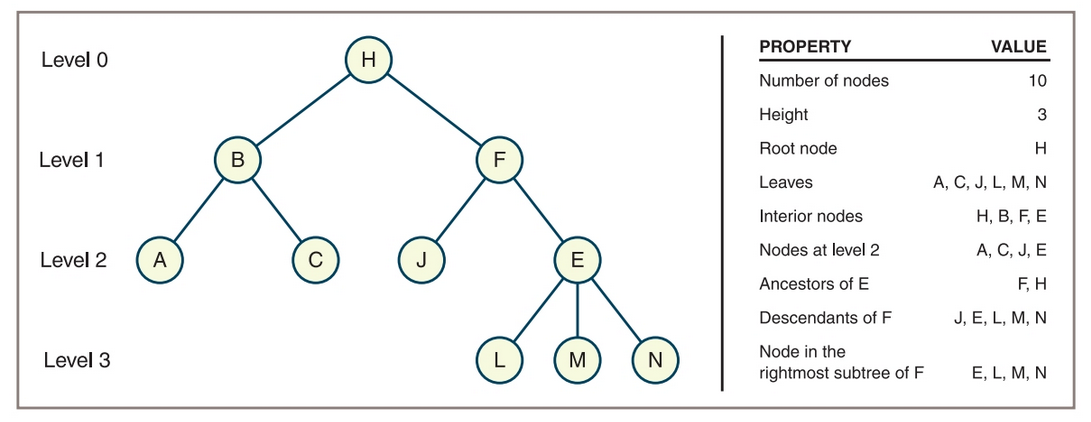 Level 0
H
Level 1
B
F
Level 2
A
C
J
E
Level 3
L
M
N
PROPERTY VALUE
Number of nodes 10
Height 3
Root node H
Leaves A, C, J, L, M, N
Interior nodes H, B, F, E
Nodes at level 2 A, C, J, E
Ancestors of E F, H
Descendants of F J, E, L, M, N
Node in the
rightmost subtree of F E, L, M, N